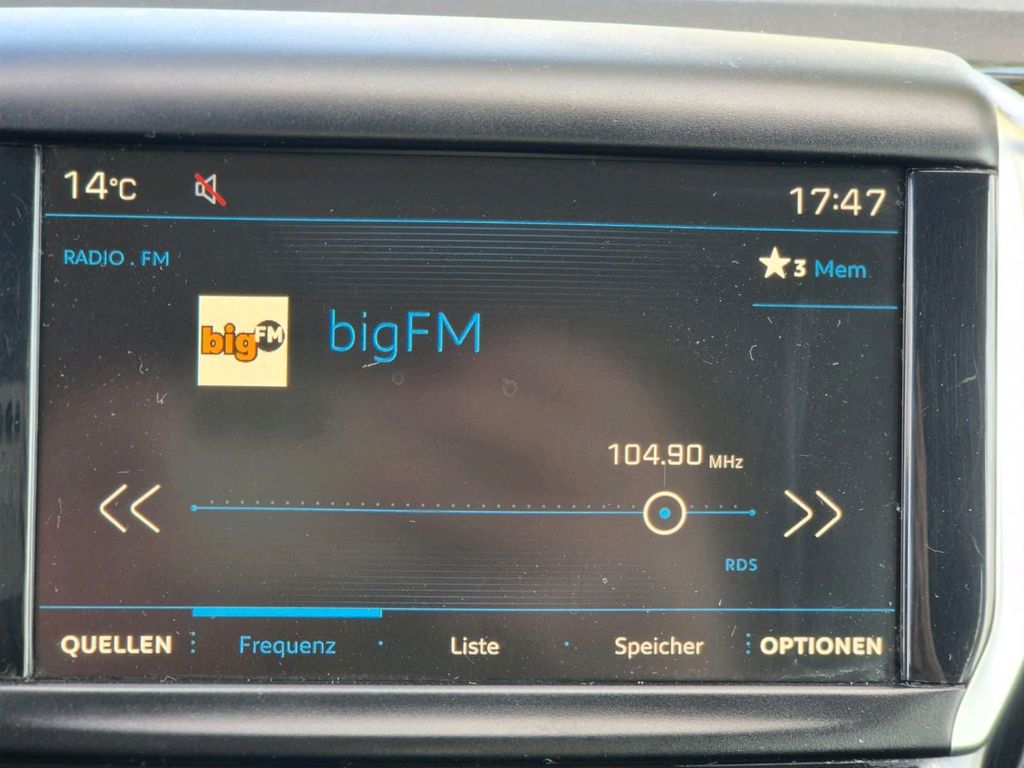 14°C 17:47
RADIO . FM
3 Mem
bigFM bigFM
104.90 MHz
RDS
QUELLEN Frequenz Liste Speicher OPTIONEN